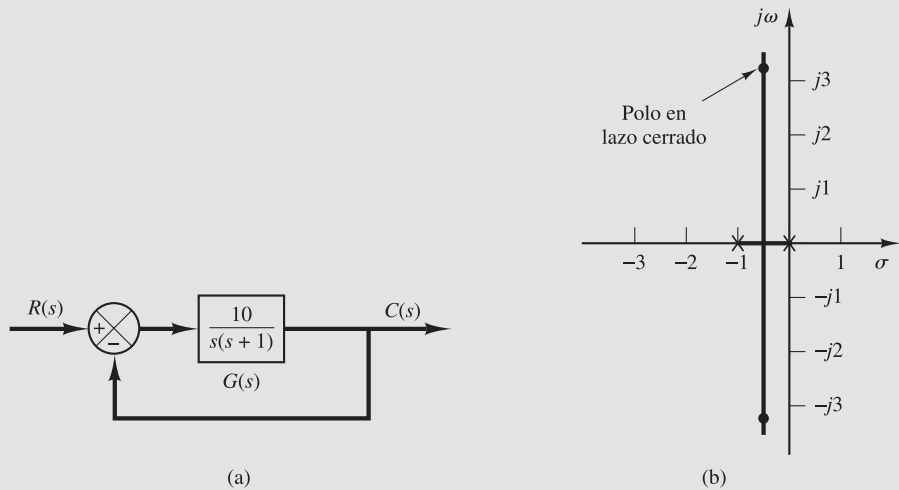 R(s)
+
−
10
s(s + 1)
G(s)
C(s)
(a)
jω
j3
j2
j1
Polo en
lazo cerrado
−3 −2 −1 1 σ
−j1
−j2
−j3
(b)